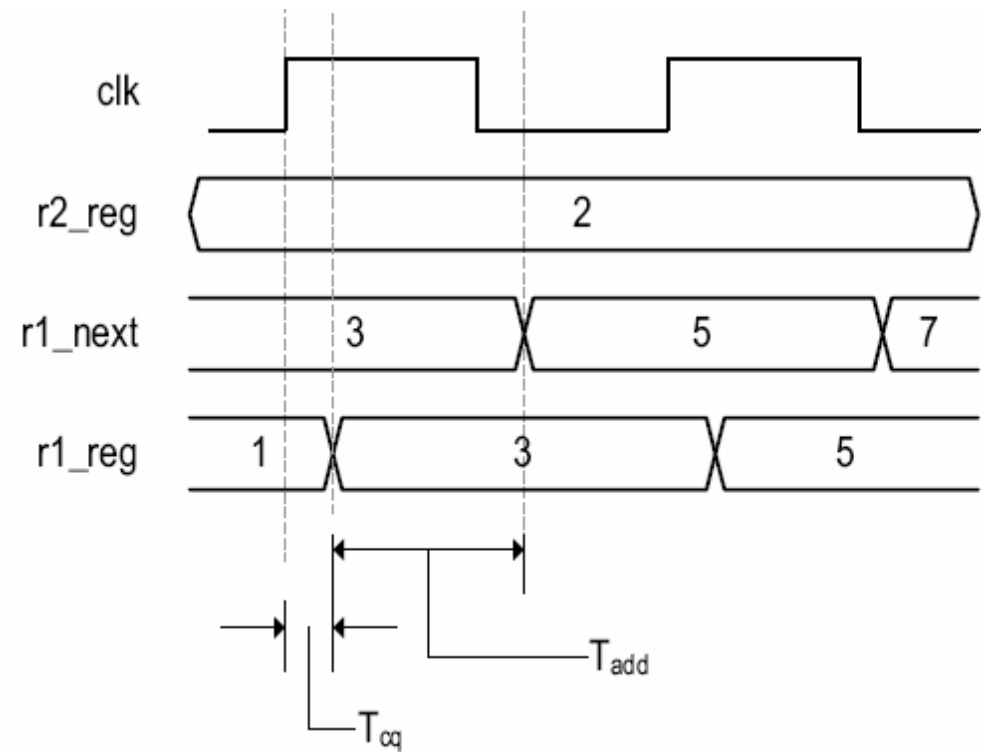 clk
r2_reg 2
r1_next 3 5 7
r1_reg 1 3 5
Tadd
Tcq